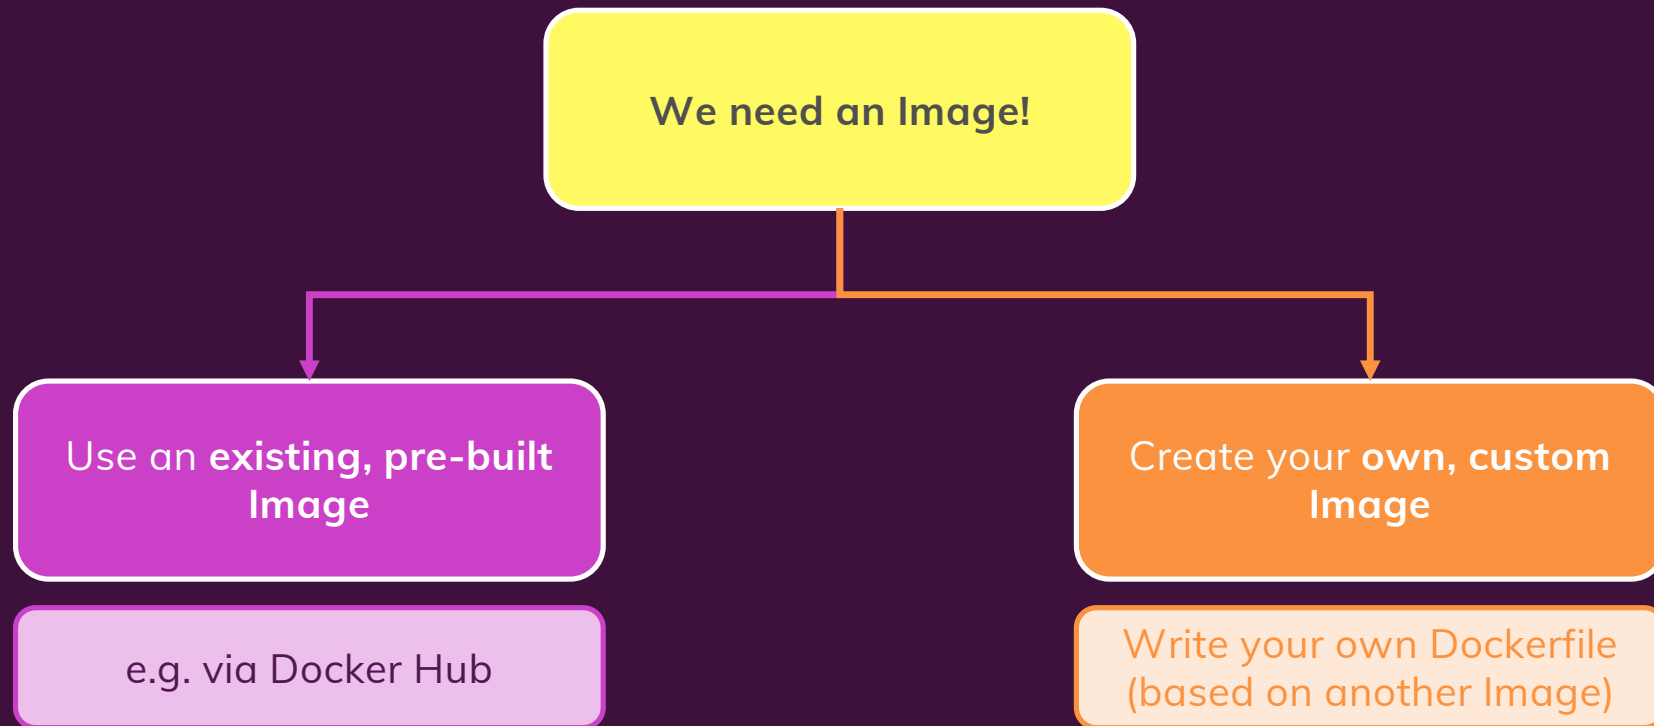 We need an Image!
Use an existing, pre-built
Image
Create your own, custom
Image
e.g. via Docker Hub
Write your own Dockerfile
(based on another Image)